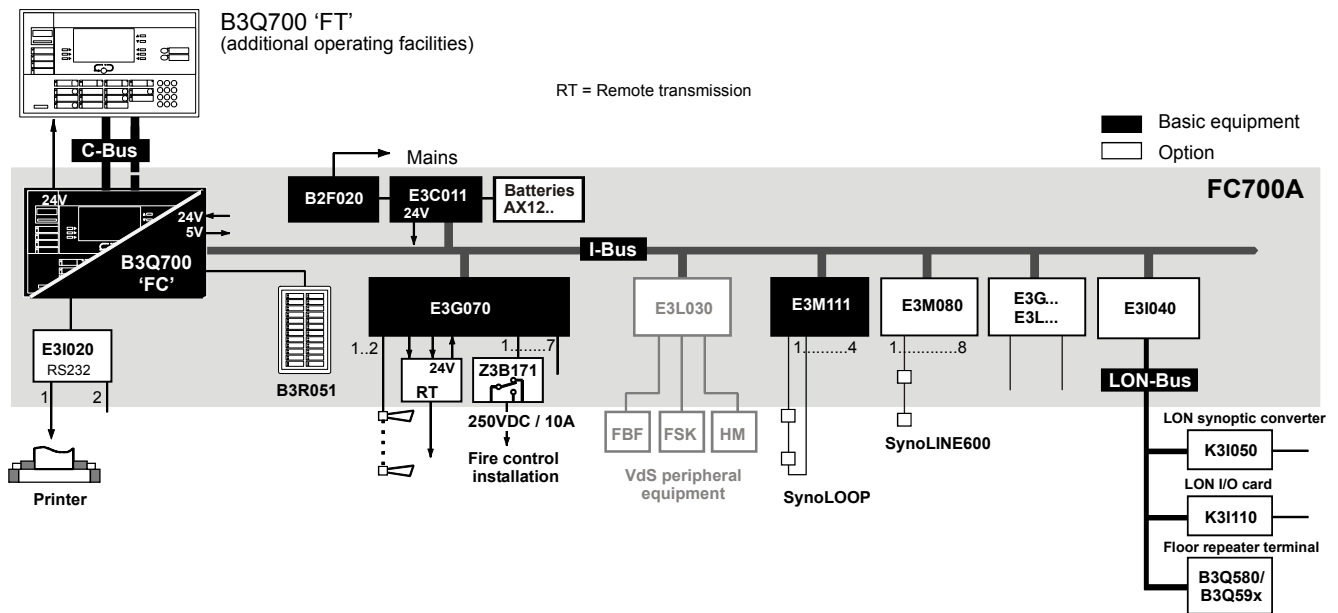 B3Q700 'FT'
(additional operating facilities)
RT = Remote transmission
Basic equipment
Option
C-Bus
Mains
FC700A
24V
B2F020
E3C011
24V
Batteries
AX12..
24V
5V
I-Bus
B3Q700
'FC'
E3G070
E3L030
E3M111
E3M080
E3G...
E3L...
E3I040
E3I020
RS232
1..2
1........7
1..........4
1.............8
24V
RT
Z3B171
B3R051
LON-Bus
1
2
250VDC / 10A
FBF
FSK
HM
SynoLINE600
LON synoptic converter
K3I050
Fire control
installation
VdS peripheral
equipment
SynoLOOP
Printer
LON I/O card
K3I110
Floor repeater terminal
B3Q580/
B3Q59x